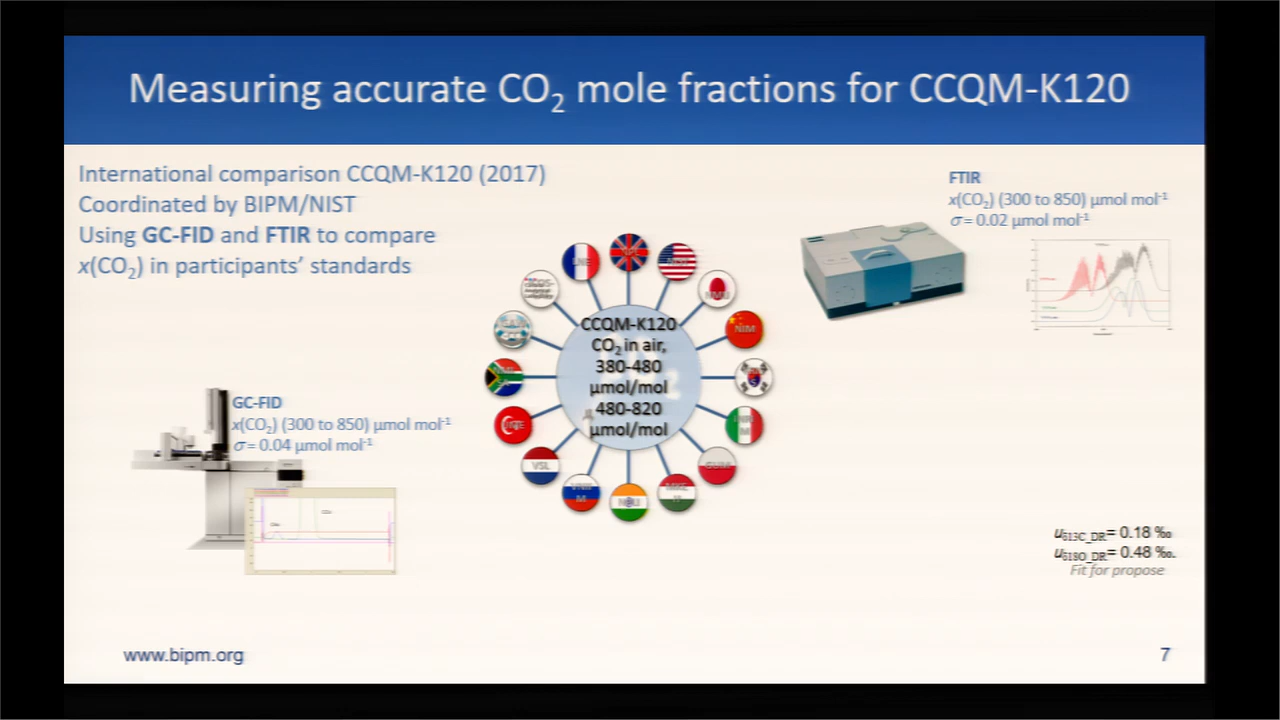 Measuring accurate CO2 mole fractions for CCQM-K120
International comparison CCQM-K120 (2017)
Coordinated by BIPM/NIST
Using GC-FID and FTIR to compare
x(CO2) in participants' standards
FTIR
x(CO2) (300 to 850) µmol mol-1
σ = 0.02 µmol mol-1
LNE
NIM
CCQM-K120
CO2 in air,
380-480
µmol/mol
480-820
µmol/mol
GC-FID
x(CO2) (300 to 850) µmol mol-1
σ = 0.04 µmol mol-1
VSL
GUM
u δ13C_DR = 0.18 ‰
u δ18O_DR = 0.48 ‰.
Fit for propose
www.bipm.org
7